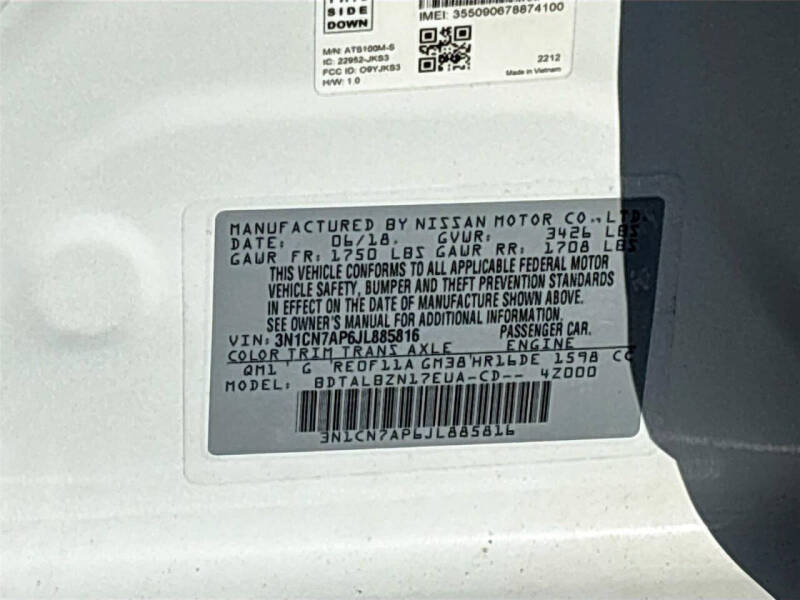 SIDE
DOWN
IMEI: 355090678874100
M/N: ATS100M-S
IC: 22952-JKS3
FCC ID: O9YJKS3
H/W: 1.0
2212
Made in Vietnam
MANUFACTURED BY NISSAN MOTOR CO., LTD.
DATE: 06/18. GVWR: 3426 LBS
GAWR FR: 1750 LBS GAWR RR: 1708 LBS
THIS VEHICLE CONFORMS TO ALL APPLICABLE FEDERAL MOTOR
VEHICLE SAFETY, BUMPER AND THEFT PREVENTION STANDARDS
IN EFFECT ON THE DATE OF MANUFACTURE SHOWN ABOVE.
SEE OWNER'S MANUAL FOR ADDITIONAL INFORMATION.
VIN: 3N1CN7AP6JL885816 PASSENGER CAR.
COLOR TRIM TRANS AXLE ENGINE
QM1 G RE0F11A GM38 HR16DE 1598 CC
MODEL: BDTALBZN17EUA-CD-- 4Z000
3N1CN7AP6JL885816